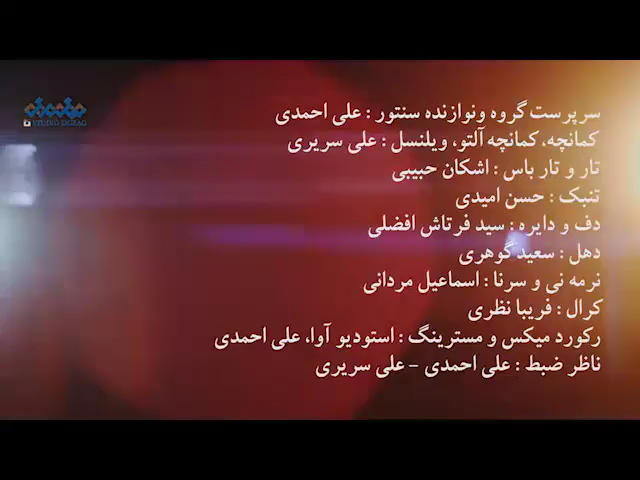 سرپرست گروه ونوازنده سنتور : علی احمدی
کمانچه، کمانچه آلتو، ویلنسل : علی سریری
تار و تار باس : اشکان حبیبی
تنبک : حسن امیدی
دف و دایره : سید فرتاش افضلی
دهل : سعید گوهری
نرمه نی و سرنا : اسماعیل مردانی
کرال : فریبا نظری
رکورد میکس و مسترینگ : استودیو آوا، علی احمدی
ناظر ضبط : علی احمدی - علی سریری